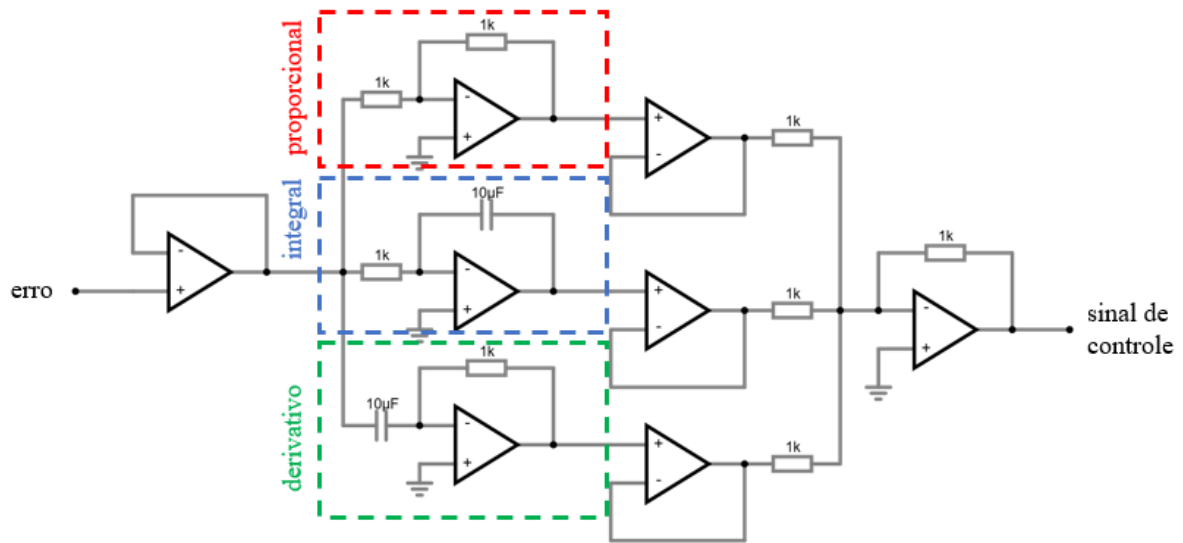 proporcional
1k
1k
-
+
+
-
1k
integral
10µF
1k
-
+
+
-
1k
derivativo
1k
10µF
-
+
+
-
1k
erro
-
+
1k
-
+
sinal de
controle